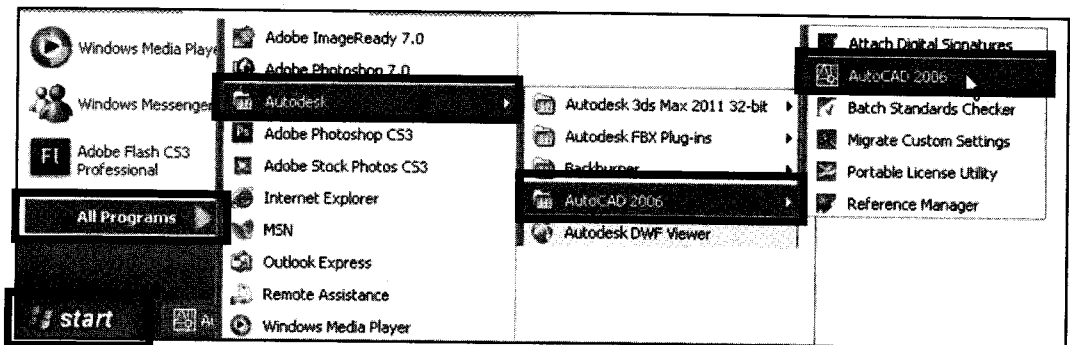 Windows Media Playe
Windows Messenger
Fl
Adobe Flash CS3
Professional
All Programs
start
Adobe ImageReady 7.0
Adobe Photoshop 7.0
Autodesk
Ps
Adobe Photoshop CS3
Adobe Stock Photos CS3
Internet Explorer
MSN
Outlook Express
Remote Assistance
Windows Media Player
Autodesk 3ds Max 2011 32-bit
Autodesk FBX Plug-ins
Backburner
AutoCAD 2006
Autodesk DWF Viewer
Attach Digital Signatures
AutoCAD 2006
Batch Standards Checker
Migrate Custom Settings
Portable License Utility
Reference Manager